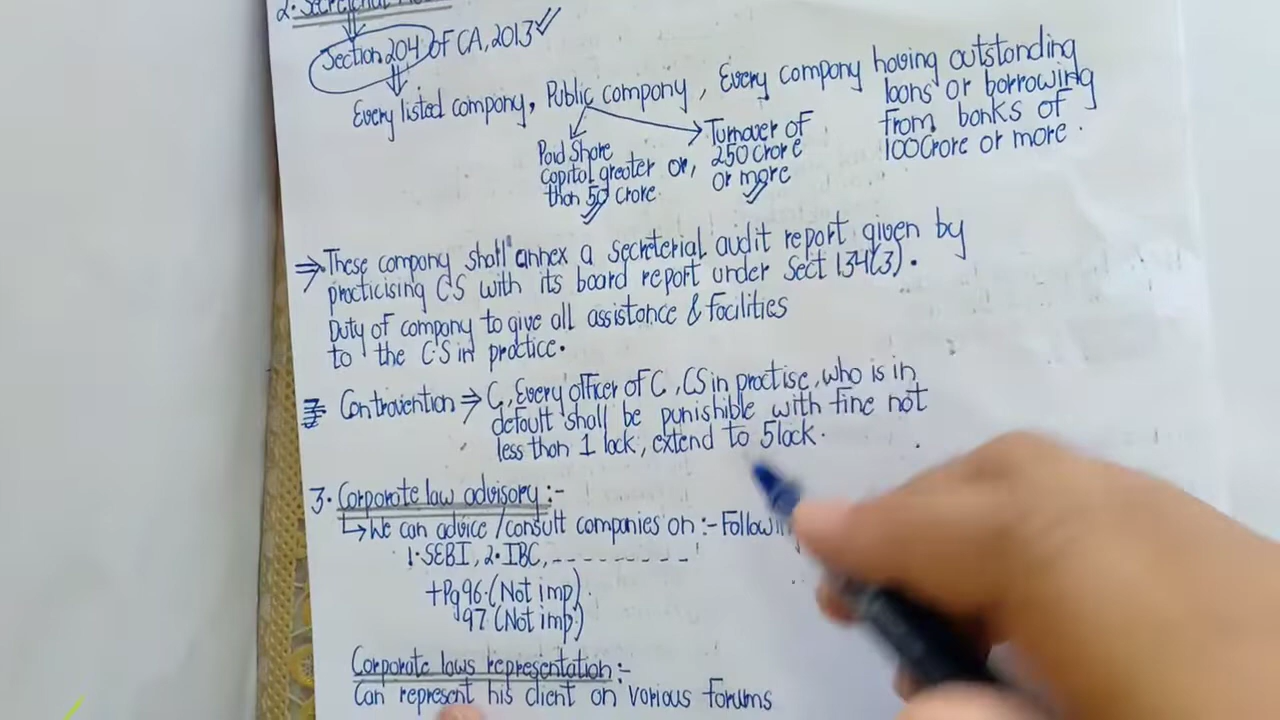 2. Secreterial
Section 204 of CA, 2013
Every listed company, Public company, Every company having outstanding
loans or borrowing
from banks of
100 Crore or more.
Paid Share
capital greater or,
than 50 crore.
Turnover of
250 Crore
or more
These company shall annex a secreterial audit report given by
practicising CS with its board report under Sect 134(3).
Duty of company to give all assistance & facilities
to the C.S in practice.
Contravention ⇒ C, Every officer of C, CS in practise, who is in
default shall be punishible with fine not
less than 1 lack, extend to 5 lack.
3. Corporate law advisory :-
We can advice/consult companies on :-
1. SEBI, 2. IBC, --------
+Pg 96. (Not imp).
97 (Not imp)
Corporate laws representation :-
Can represent his client on various forums